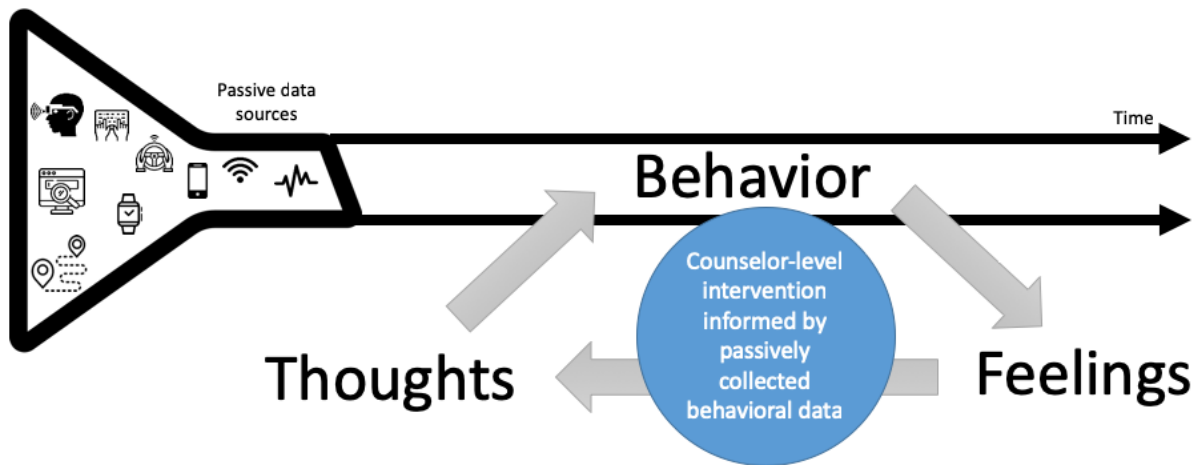 Passive data
sources
Time
Behavior
Counselor-level
intervention
informed by
passively
collected
behavioral data
Thoughts
Feelings